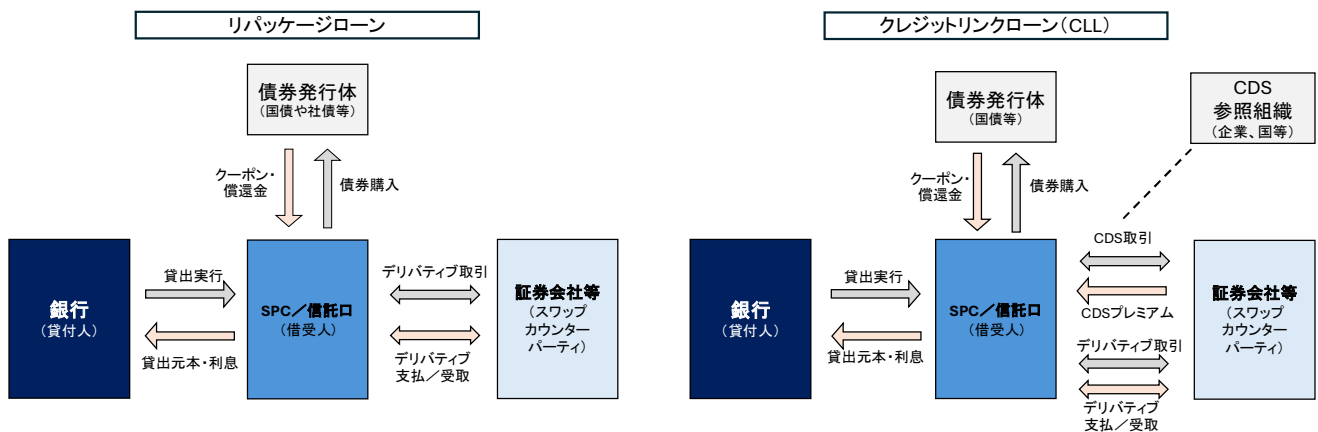 リパッケージローン
債券発行体
(国債や社債等)
クーポン・
償還金
債券購入
銀行
(貸付人)
貸出実行
貸出元本・利息
SPC/信託口
(借受人)
デリバティブ取引
デリバティブ
支払/受取
証券会社等
(スワップ
カウンター
パーティ)
クレジットリンクローン(CLL)
債券発行体
(国債等)
CDS
参照組織
(企業、国等)
クーポン・
償還金
債券購入
銀行
(貸付人)
貸出実行
貸出元本・利息
SPC/信託口
(借受人)
CDS取引
CDSプレミアム
デリバティブ取引
デリバティブ
支払/受取
証券会社等
(スワップ
カウンター
パーティ)